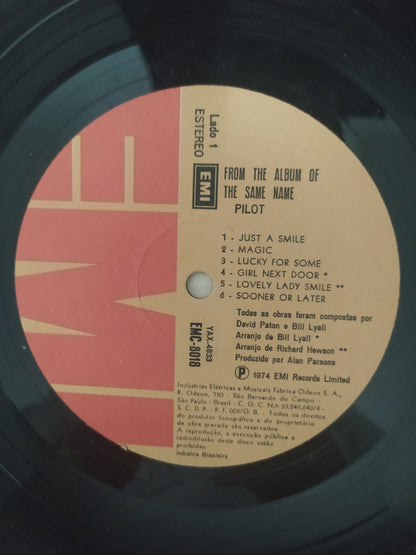 EMI
Lado 1
ESTEREO
EMI
FROM THE ALBUM OF
THE SAME NAME
PILOT
1 - JUST A SMILE
2 - MAGIC
3 - LUCKY FOR SOME
4 - GIRL NEXT DOOR *
5 - LOVELY LADY SMILE **
6 - SOONER OR LATER
YAX-4833
EMC-8018
Todas as obras foram compostas por
David Paton e Bill Lyall
Arranjo de Bill Lyall *
Arranjo de Richard Hewson **
Produzido por Alan Parsons
Ⓟ 1974 EMI Records Limited
Indústrias Elétricas e Musicais Fábrica Odeon S. A.,
R. Odeon, 150 - São Bernardo do Campo -
São Paulo - Brasil - C. G. C. N.º 33.249.640/4 -
S. C. D. P. - P. F. 009/G. B. - Todos os direitos
do produtor fonográfico e do proprietário
da obra gravada são reservados.
A reprodução, a execução pública e
radiodifusão deste disco estão
proibidas.
Indústria Brasileira